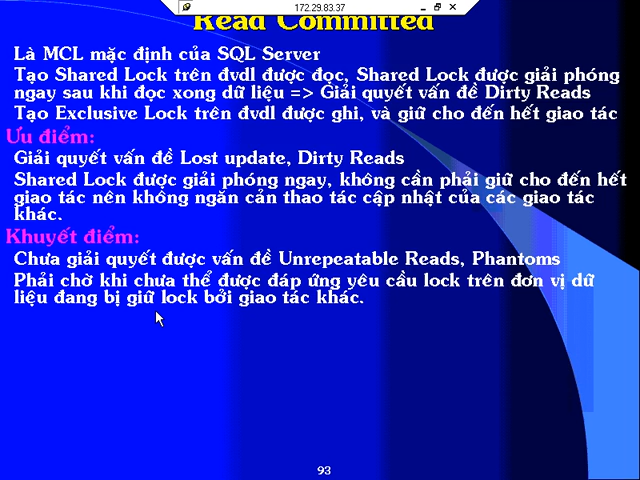 172.29.83.37
Read Committed
Là MCL mặc định của SQL Server
Tạo Shared Lock trên đvdl được đọc, Shared Lock được giải phóng
ngay sau khi đọc xong dữ liệu => Giải quyết vấn đề Dirty Reads
Tạo Exclusive Lock trên đvdl được ghi, và giữ cho đến hết giao tác
Ưu điểm:
Giải quyết vấn đề Lost update, Dirty Reads
Shared Lock được giải phóng ngay, không cần phải giữ cho đến hết
giao tác nên không ngăn cản thao tác cập nhật của các giao tác
khác.
Khuyết điểm:
Chưa giải quyết được vấn đề Unrepeatable Reads, Phantoms
Phải chờ khi chưa thể được đáp ứng yêu cầu lock trên đơn vị dữ
liệu đang bị giữ lock bởi giao tác khác.
93